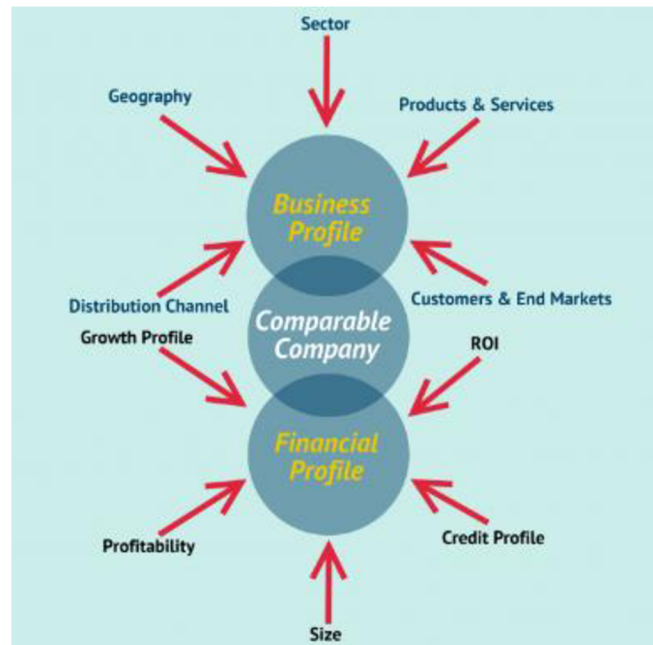 Sector
Geography
Products & Services
Business
Profile
Distribution Channel
Customers & End Markets
Comparable
Company
Growth Profile
ROI
Financial
Profile
Profitability
Credit Profile
Size